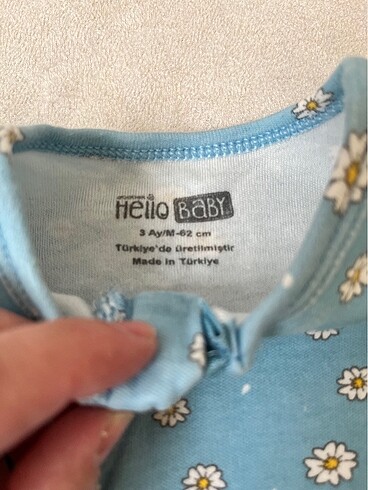 Hello BABY
3 Ay/M-62 cm
Türkiye'de üretilmiştir
Made in Türkiye